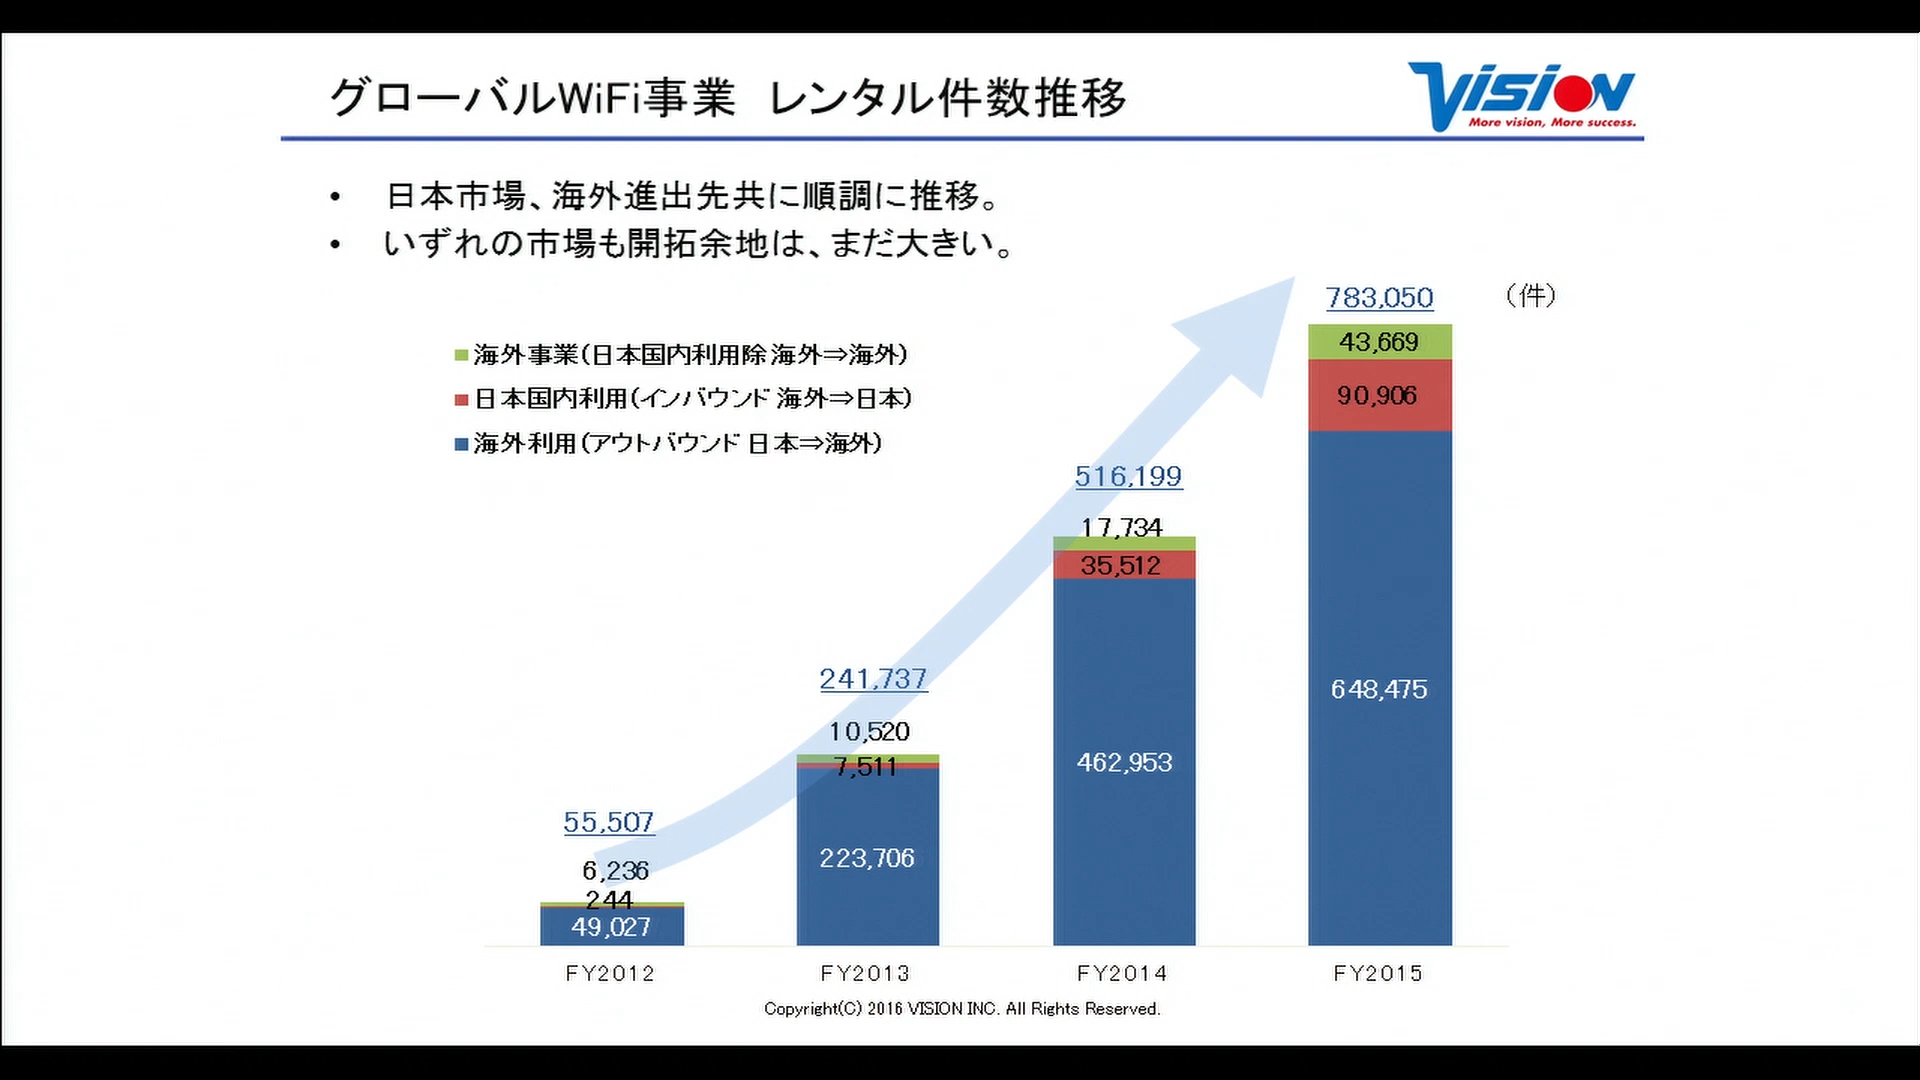 グローバルWiFi事業　レンタル件数推移
VISION
More vision, More success.
• 日本市場、海外進出先共に順調に推移。
• いずれの市場も開拓余地は、まだ大きい。
783,050
（件）
海外事業(日本国内利用除 海外⇒海外)
日本国内利用(インバウンド 海外⇒日本)
海外利用(アウトバウンド 日本⇒海外)
43,669
90,906
516,199
17,734
35,512
241,737
648,475
10,520
7,511
462,953
55,507
223,706
6,236
244
49,027
FY2012
FY2013
FY2014
FY2015
Copyright(C) 2016 VISION INC. All Rights Reserved.